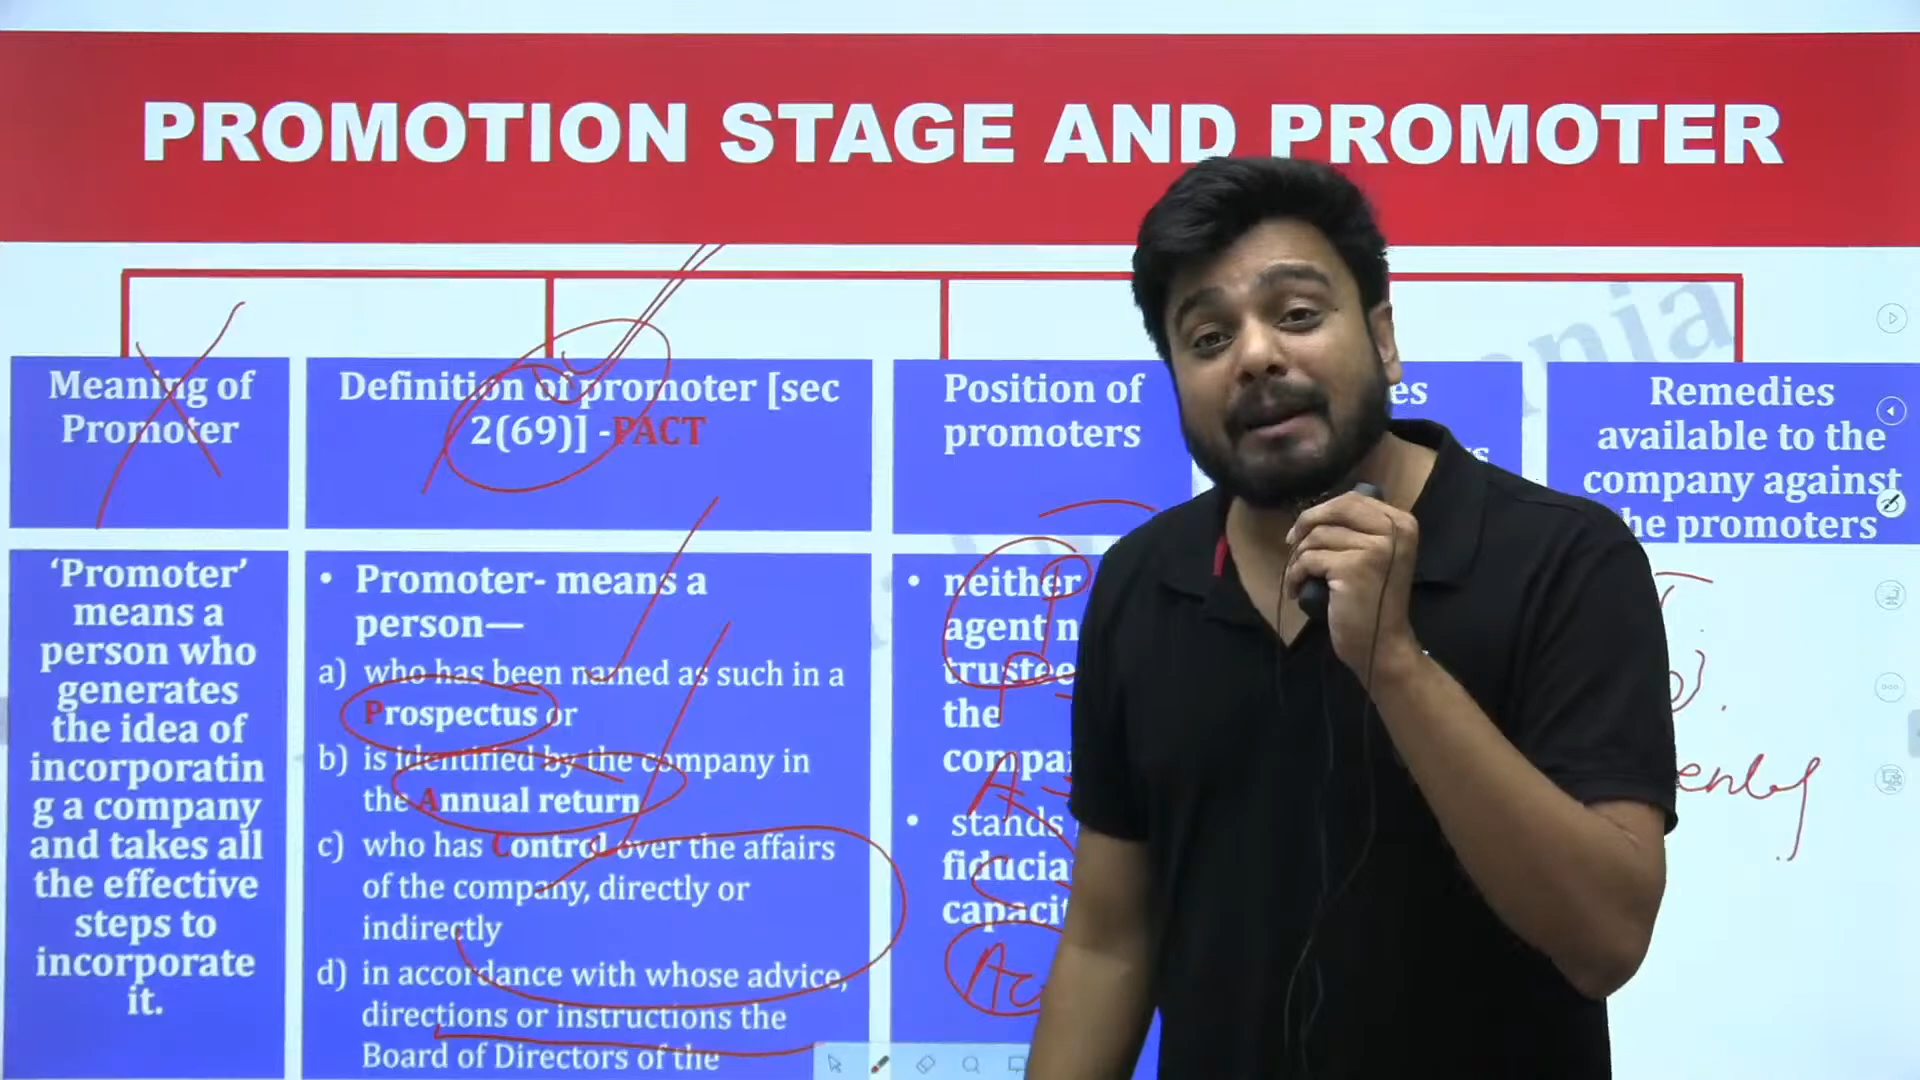 PROMOTION STAGE AND PROMOTER
Meaning of
Promoter
Definition of promoter [sec
2(69)] -PACT
Position of
promoters
es
Remedies
available to the
company against
he promoters
‘Promoter’
means a
person who
generates
the idea of
incorporatin
g a company
and takes all
the effective
steps to
incorporate
it.
• Promoter- means a
person—
a) who has been named as such in a
Prospectus or
b) is identified by the company in
the Annual return
c) who has Control over the affairs
of the company, directly or
indirectly
d) in accordance with whose advice,
directions or instructions the
Board of Directors of the
• neither
agent n
trustee
the
compa
• stands
fiducia
capacit